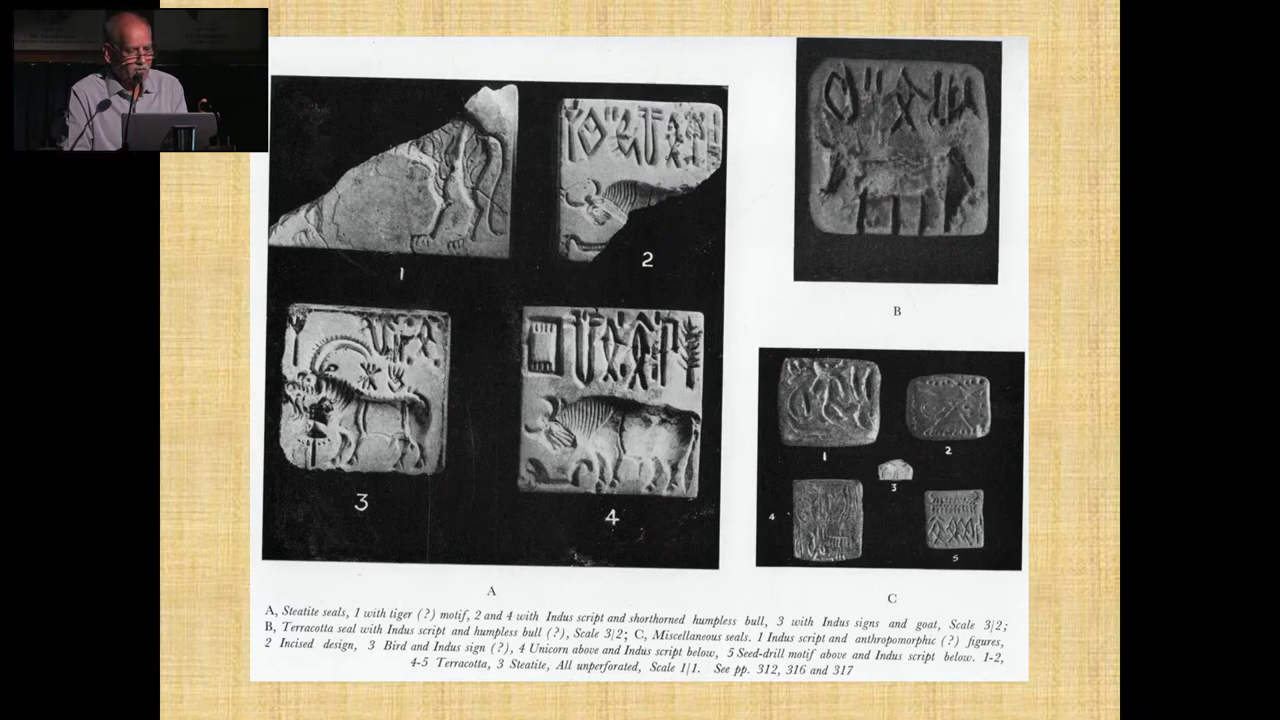 1
2
3
4
A
B
1
2
3
4
5
C
A, Steatite seals, 1 with tiger (?) motif, 2 and 4 with Indus script and shorthorned humpless bull, 3 with Indus signs and goat, Scale 3/2;
B, Terracotta seal with Indus script and humpless bull (?), Scale 3/2; C, Miscellaneous seals. 1 Indus script and anthropomorphic (?) figures,
2 Incised design, 3 Bird and Indus sign (?), 4 Unicorn above and Indus script below, 5 Seed-drill motif above and Indus script below. 1-2,
4-5 Terracotta, 3 Steatite, All unperforated, Scale 1/1. See pp. 312, 316 and 317